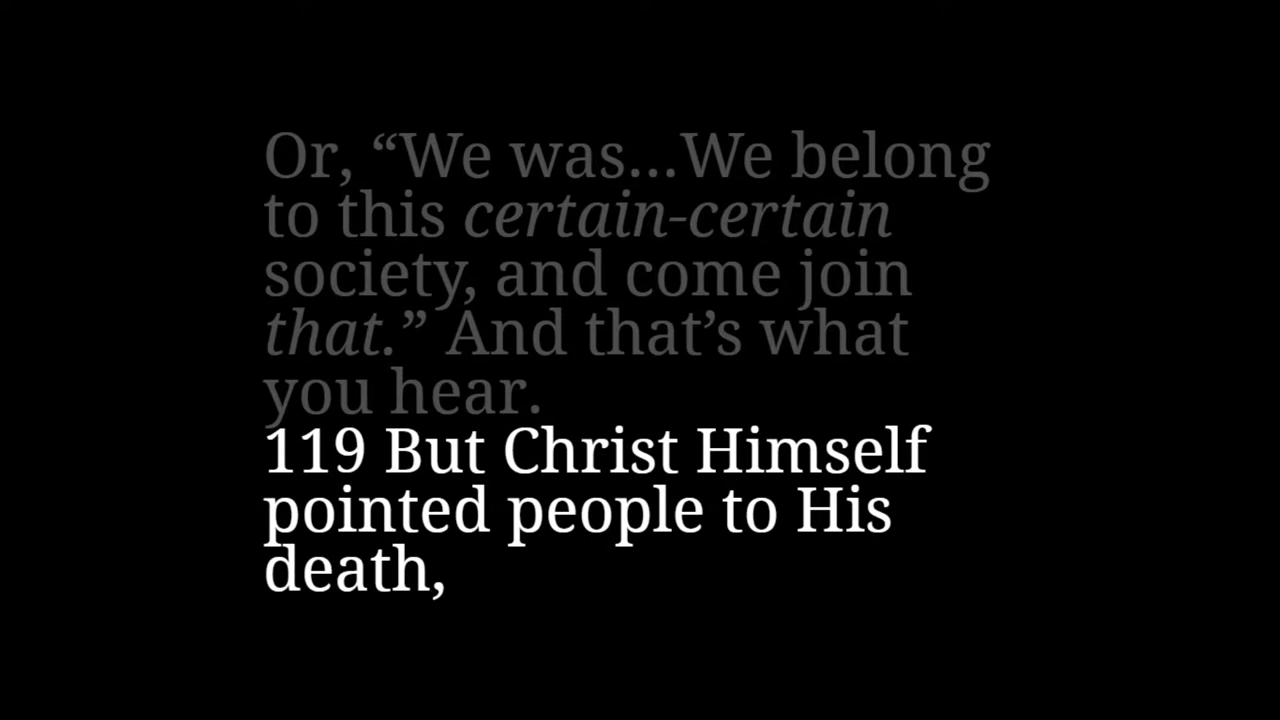 Or, “We was…We belong
to this certain-certain
society, and come join
that.” And that’s what
you hear.
119 But Christ Himself
pointed people to His
death,